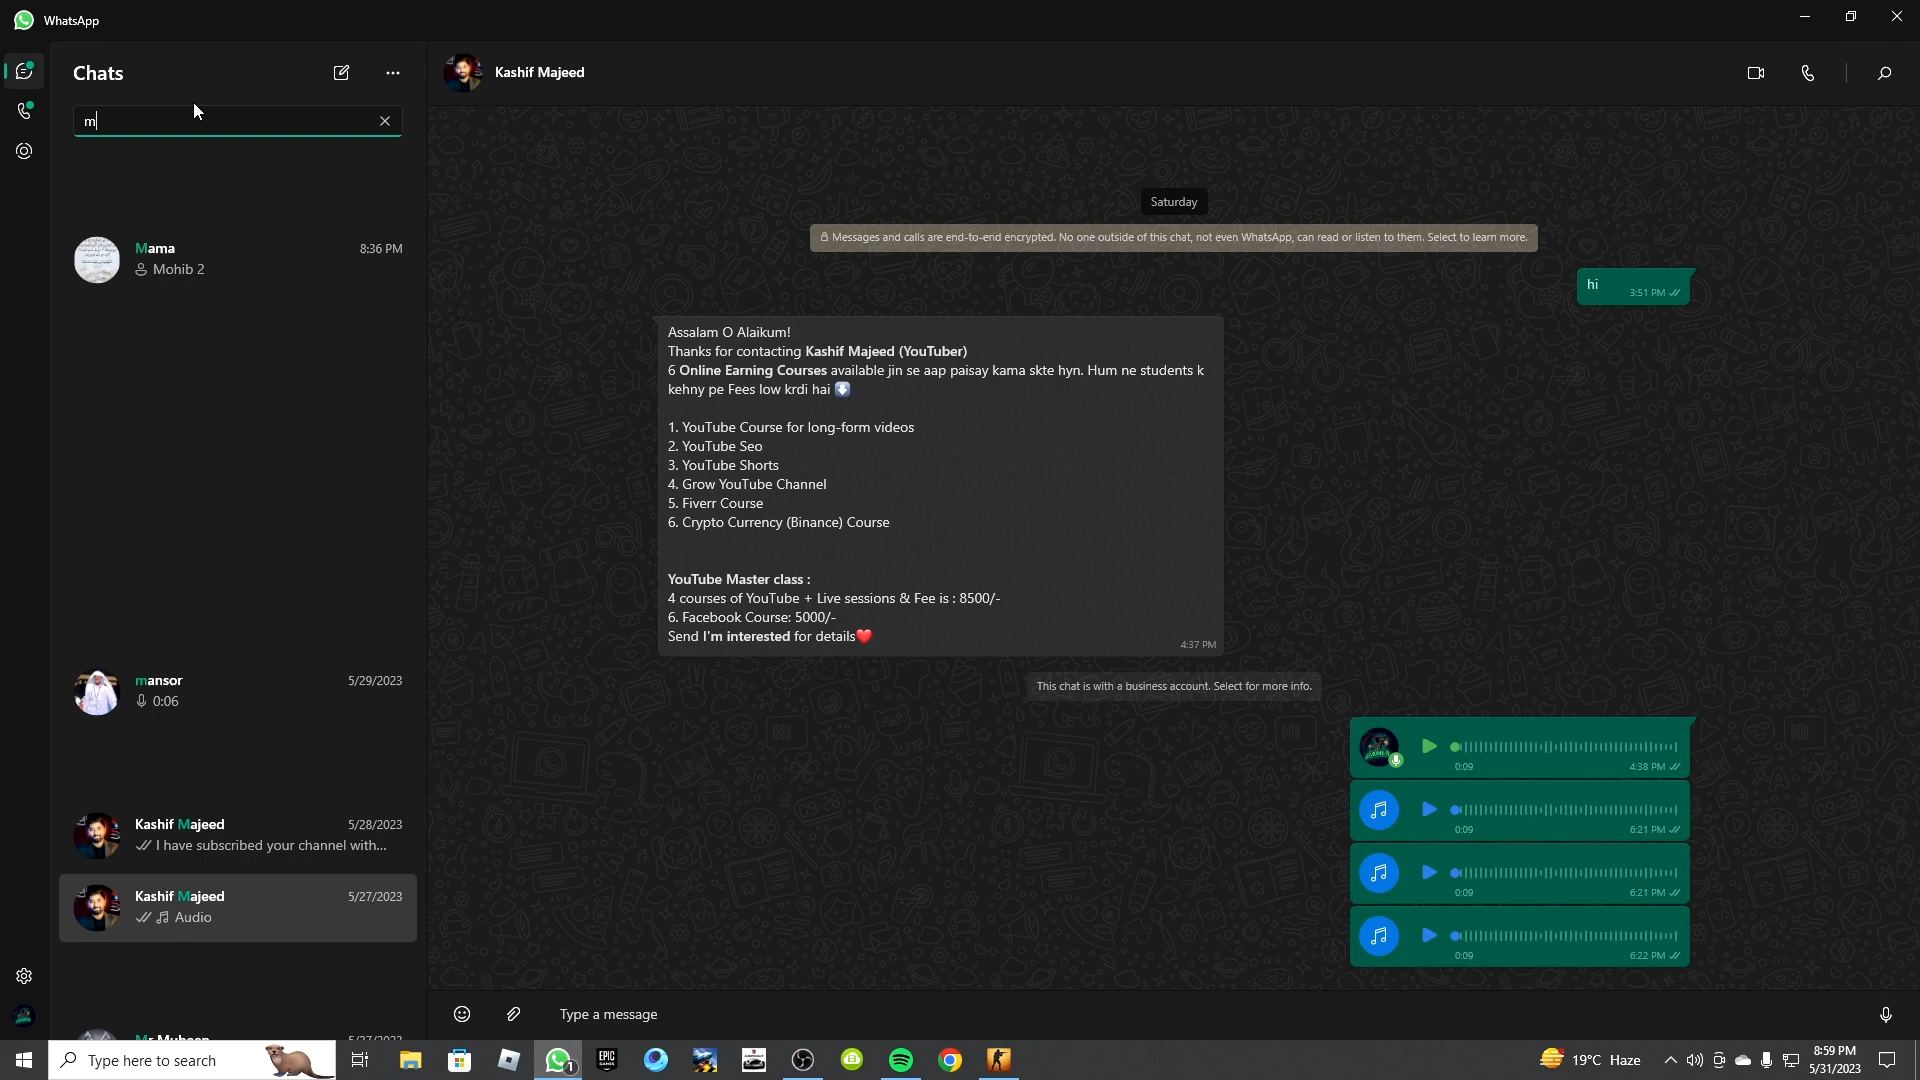 WhatsApp
Chats
m
Mama 8:36 PM
Mohib 2
mansor 5/29/2023
0:06
Kashif Majeed 5/28/2023
I have subscribed your channel with...
Kashif Majeed 5/27/2023
Audio
Kashif Majeed
Saturday
Messages and calls are end-to-end encrypted. No one outside of this chat, not even WhatsApp, can read or listen to them. Select to learn more.
hi 3:51 PM
Assalam O Alaikum!
Thanks for contacting Kashif Majeed (YouTuber)
6 Online Earning Courses available jin se aap paisay kama skte hyn. Hum ne students k
kehny pe Fees low krdi hai
1. YouTube Course for long-form videos
2. YouTube Seo
3. YouTube Shorts
4. Grow YouTube Channel
5. Fiverr Course
6. Crypto Currency (Binance) Course
YouTube Master class :
4 courses of YouTube + Live sessions & Fee is : 8500/-
6. Facebook Course: 5000/-
Send I'm interested for details
4:37 PM
This chat is with a business account. Select for more info.
0:09 4:38 PM
0:09 6:21 PM
0:09 6:21 PM
0:09 6:22 PM
Type a message
Type here to search
1
EPIC GAMES
19°C Haze
8:59 PM
5/31/2023